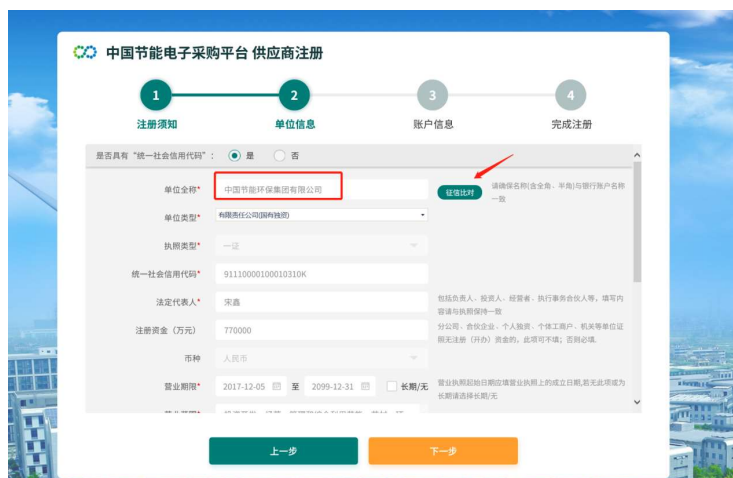 中国节能电子采购平台 供应商注册
1
2
3
4
注册须知
单位信息
账户信息
完成注册
是否具有“统一社会信用代码”： 是 否
单位全称* 中国节能环保集团有限公司 征信比对 请确保名称(含全角、半角)与银行账户名称
一致
单位类型* 有限责任公司(国有独资)
执照类型* 一证
统一社会信用代码* 91110000100010310K
法定代表人* 宋鑫 包括负责人、投资人、经营者、执行事务合伙人等，填写内
容请与执照保持一致
注册资金（万元） 770000 分公司、合伙企业、个人独资、个体工商户、机关等单位证
照无注册（开办）资金的，此项可不填；否则必填.
币种 人民币
营业期限* 2017-12-05 至 2099-12-31 长期/无 营业执照起始日期应填营业执照上的成立日期,若无此项或为
长期请选择长期/无
上一步
下一步